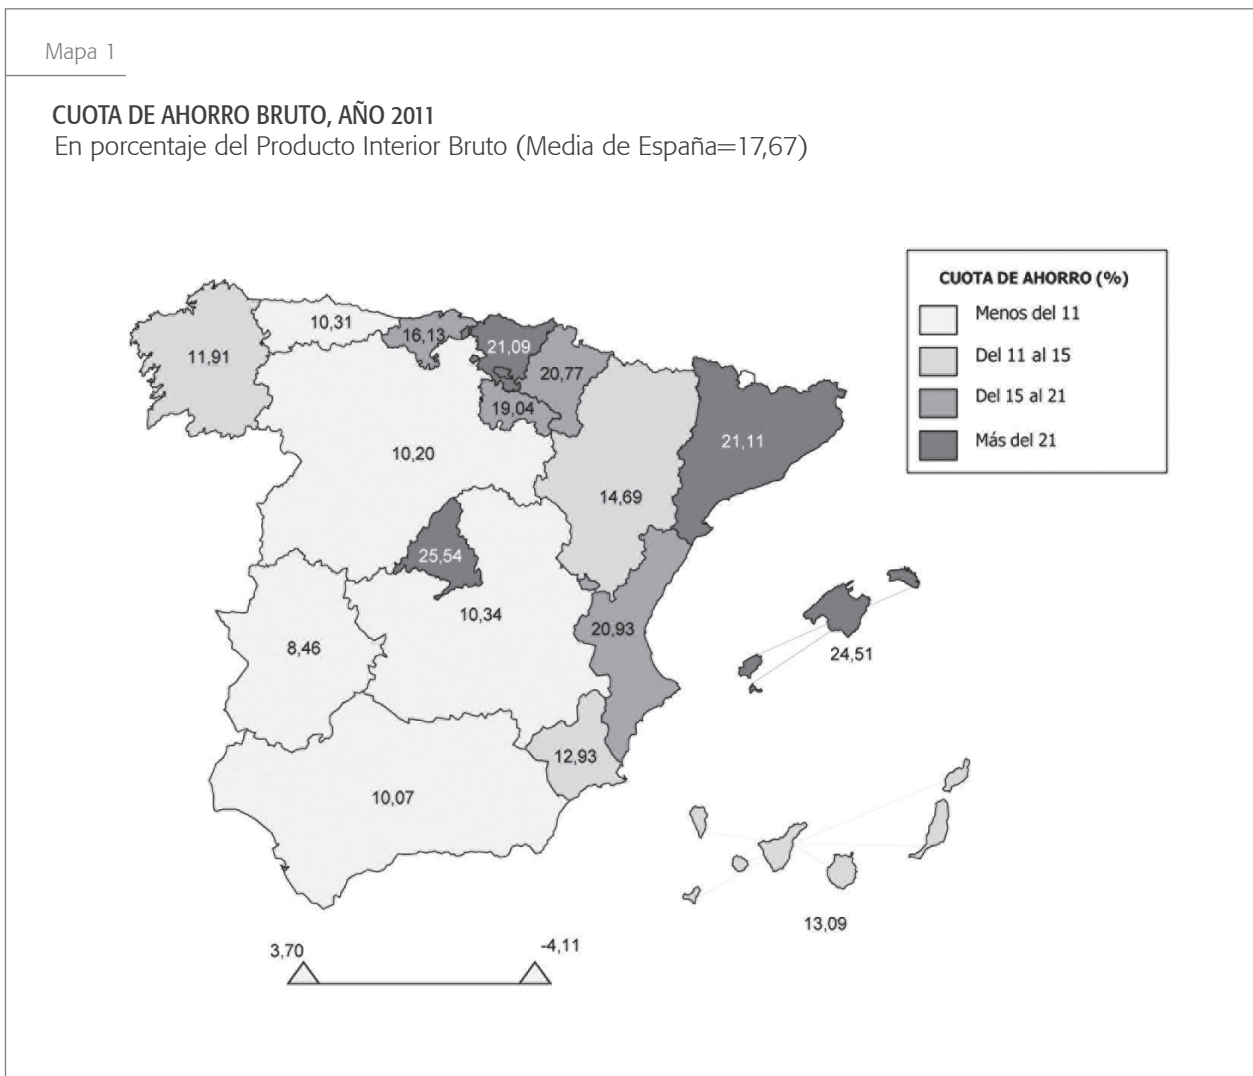 Mapa 1
CUOTA DE AHORRO BRUTO, AÑO 2011
En porcentaje del Producto Interior Bruto (Media de España=17,67)
CUOTA DE AHORRO (%)
Menos del 11
Del 11 al 15
Del 15 al 21
Más del 21
10,31
16,13
21,09
11,91
20,77
19,04
21,11
10,20
14,69
25,54
10,34
20,93
8,46
24,51
12,93
10,07
13,09
3,70
-4,11